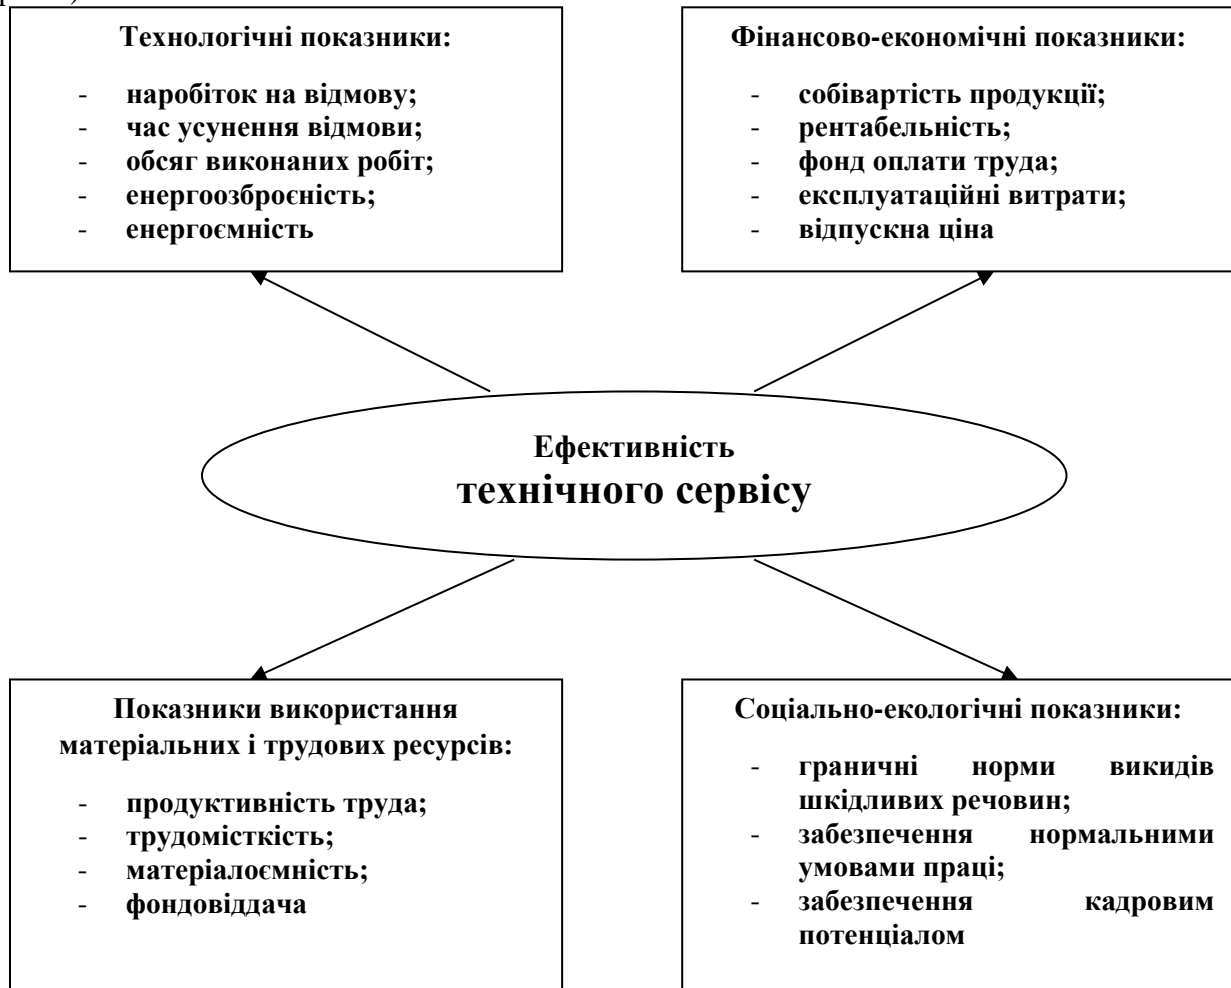 Технологічні показники:
- наробіток на відмову;
- час усунення відмови;
- обсяг виконаних робіт;
- енергоозброєність;
- енергоємність
Фінансово-економічні показники:
- собівартість продукції;
- рентабельність;
- фонд оплати труда;
- експлуатаційні витрати;
- відпускна ціна
Ефективність
технічного сервісу
Показники використання
матеріальних і трудових ресурсів:
- продуктивність труда;
- трудомісткість;
- матеріалоємність;
- фондовіддача
Соціально-екологічні показники:
- граничні норми викидів
шкідливих речовин;
- забезпечення нормальними
умовами праці;
- забезпечення кадровим
потенціалом